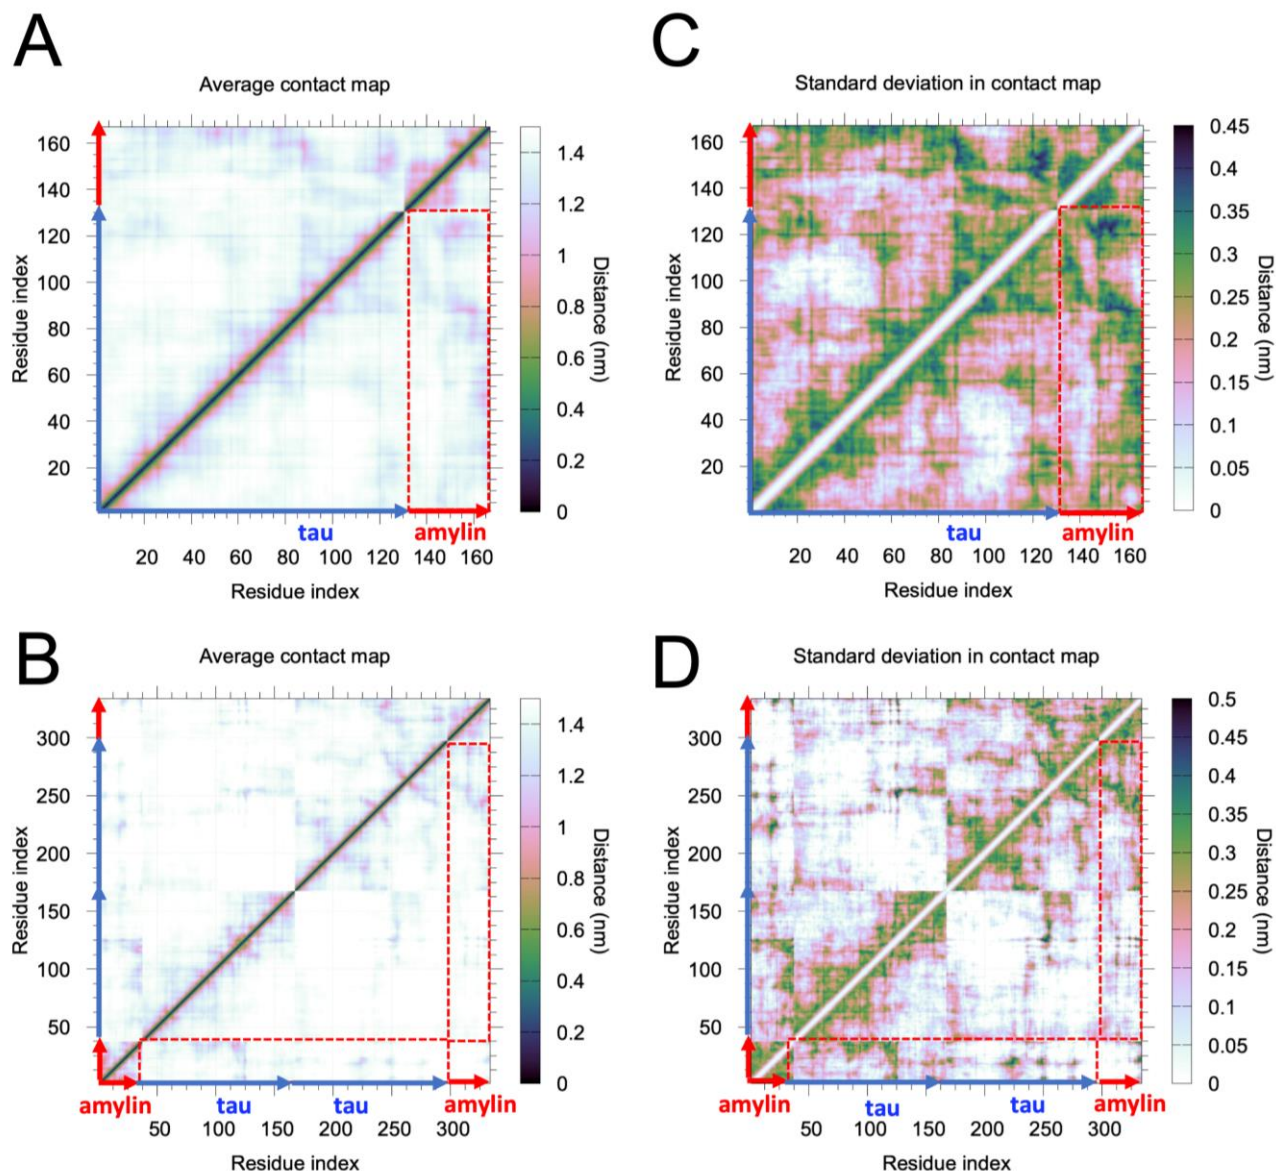 A
Average contact map
160
140
120
100
80
60
40
20
Residue index
tau
amylin
20 40 60 80 100 120 140 160
Residue index
1.4
1.2
1
0.8
0.6
0.4
0.2
0
Distance (nm)
C
Standard deviation in contact map
160
140
120
100
80
60
40
20
Residue index
tau
amylin
20 40 60 80 100 120 140 160
Residue index
0.45
0.4
0.35
0.3
0.25
0.2
0.15
0.1
0.05
0
Distance (nm)
B
Average contact map
300
250
200
150
100
50
Residue index
amylin tau tau amylin
50 100 150 200 250 300
Residue index
1.4
1.2
1
0.8
0.6
0.4
0.2
0
Distance (nm)
D
Standard deviation in contact map
300
250
200
150
100
50
Residue index
amylin tau tau amylin
50 100 150 200 250 300
Residue index
0.5
0.45
0.4
0.35
0.3
0.25
0.2
0.15
0.1
0.05
0
Distance (nm)